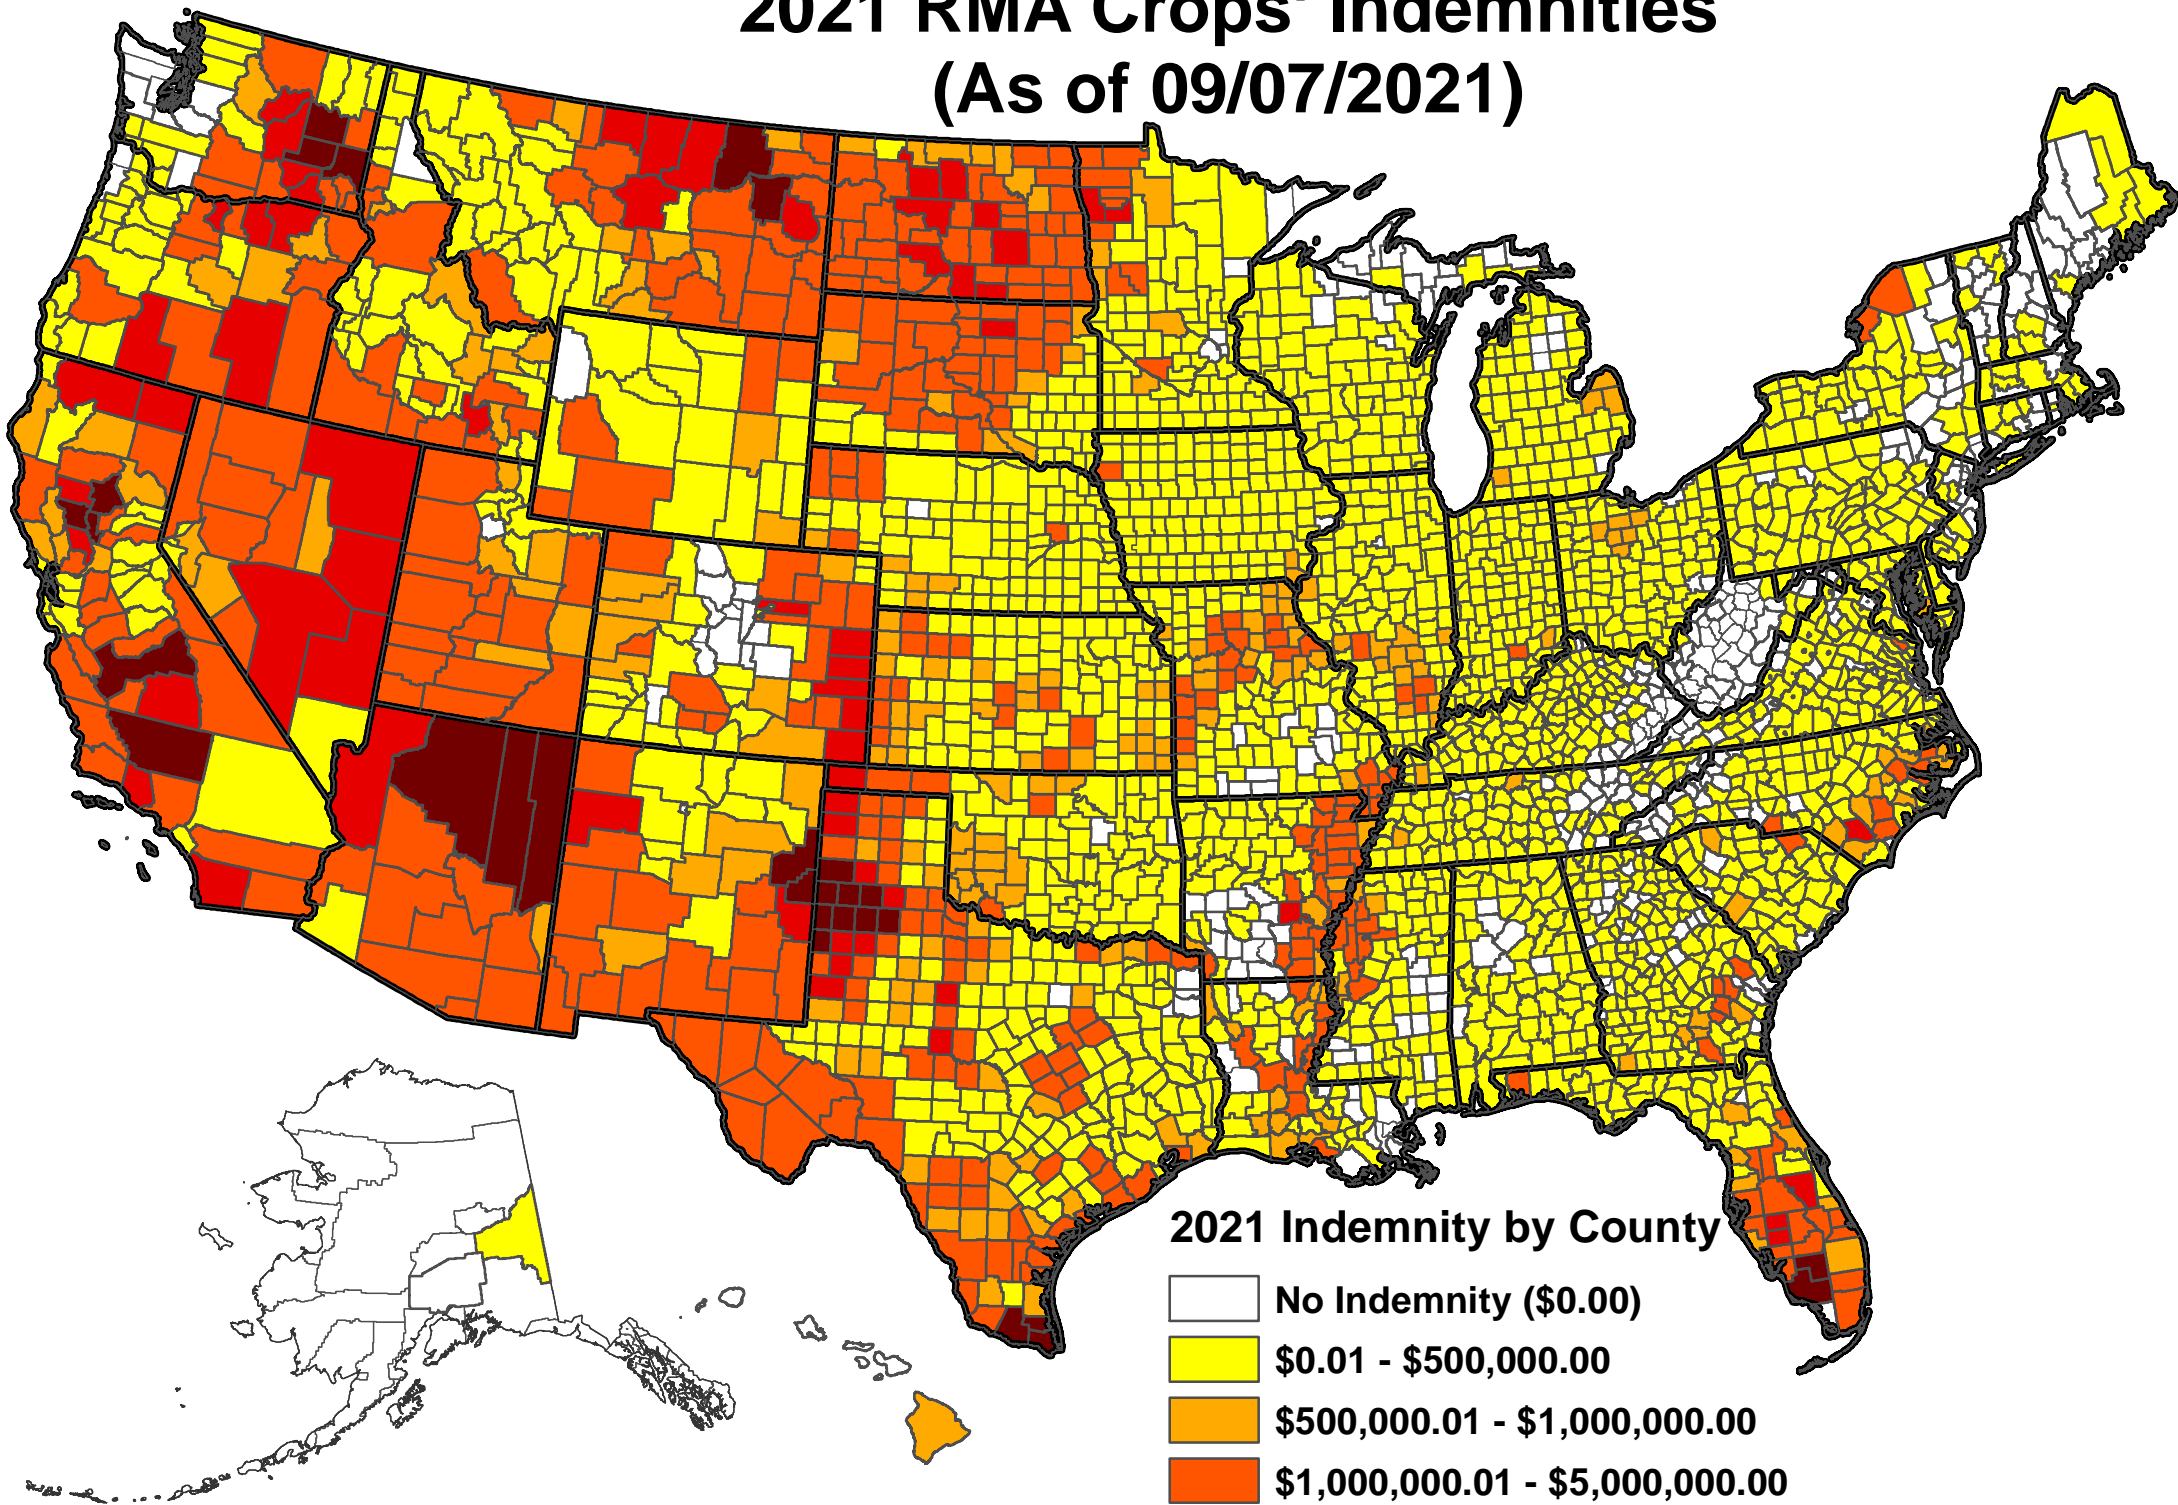 2021 RMA Crops' Indemnities
(As of 09/07/2021)
2021 Indemnity by County
No Indemnity ($0.00)
$0.01 - $500,000.00
$500,000.01 - $1,000,000.00
$1,000,000.01 - $5,000,000.00